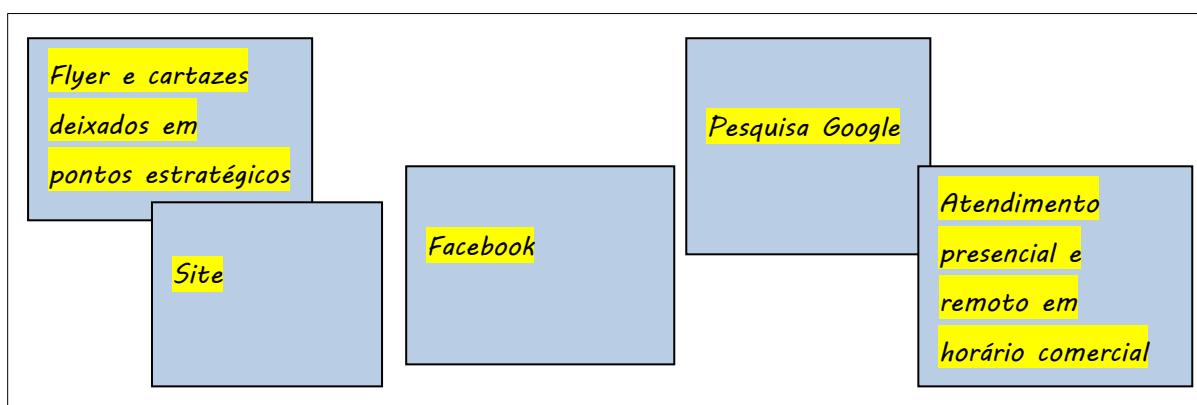 Flyer e cartazes
deixados em
pontos estratégicos
Site
Facebook
Pesquisa Google
Atendimento
presencial e
remoto em
horário comercial